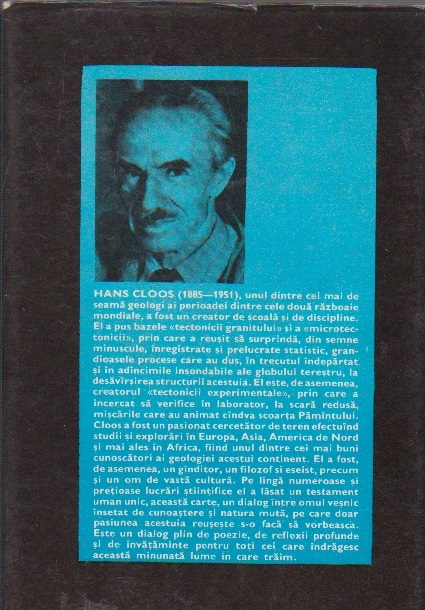 HANS CLOOS (1885—1951), unul dintre cei mai de
seamă geologi ai perioadei dintre cele două războaie
mondiale, a fost un creator de școală și de discipline.
El a pus bazele «tectonicii granitului» și a «microtec-
tonicii», prin care a reușit să surprindă, din semne
minuscule, înregistrate și prelucrate statistic, gran-
dioasele procese care au dus, în trecutul îndepărtat
și în adîncimile insondabile ale globului terestru, la
desăvîrșirea structurii acestuia. El este, de asemenea,
creatorul «tectonicii experimentale», prin care a
încercat să verifice în laborator, la scară redusă,
mișcările care au animat cîndva scoarța Pămîntului.
Cloos a fost un pasionat cercetător de teren efectuînd
studii și explorări în Europa, Asia, America de Nord
și mai ales în Africa, fiind unul dintre cei mai buni
cunoscători ai geologiei acestui continent. El a fost,
de asemenea, un gînditor, un filozof si eseist, precum
și un om de vastă cultură. Pe lîngă numeroase si
prețioase lucrări stiintifice el a lăsat un testament
uman unic, această carte, un dialog între omul veșnic
însetat de cunoaștere și natura mută, pe care doar
pasiunea acestuia reușește s-o facă să vorbească.
Este un dialog plin de poezie, de reflexii profunde
și de învățăminte pentru toți cei care îndrăgesc
această minunată lume in care trăim.